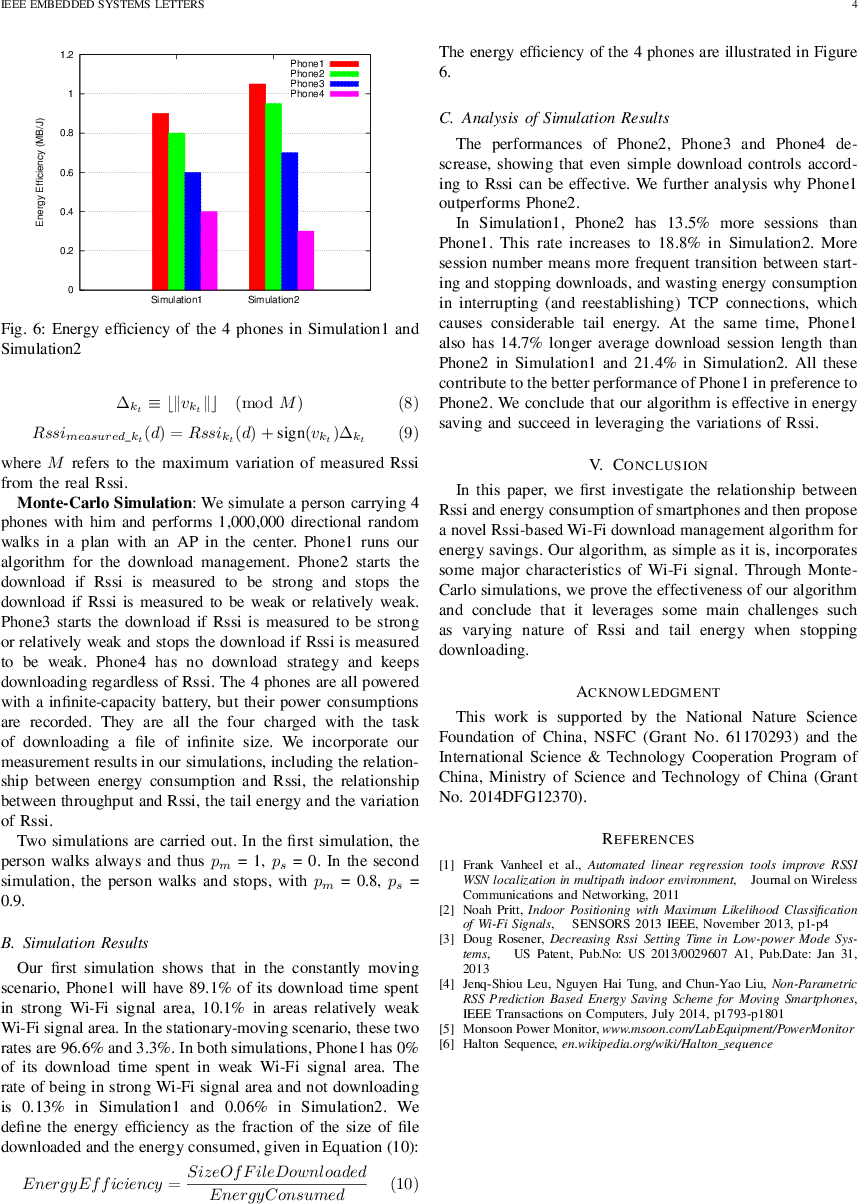 IEEE EMBEDDED SYSTEMS LETTERS 4
1.2
1
0.8
0.6
0.4
0.2
0
Energy Efficiency (MB/J)
Phone1
Phone2
Phone3
Phone4
Simulation1 Simulation2
Fig. 6: Energy efficiency of the 4 phones in Simulation1 and
Simulation2
Δ_{k_t} ≡ ⌊‖v_{k_t}‖⌋ (mod M) (8)
Rssi_{measured_k_t}(d) = Rssi_{k_t}(d) + sign(v_{k_t})Δ_{k_t} (9)
where M refers to the maximum variation of measured Rssi
from the real Rssi.
Monte-Carlo Simulation: We simulate a person carrying 4
phones with him and performs 1,000,000 directional random
walks in a plan with an AP in the center. Phone1 runs our
algorithm for the download management. Phone2 starts the
download if Rssi is measured to be strong and stops the
download if Rssi is measured to be weak or relatively weak.
Phone3 starts the download if Rssi is measured to be strong
or relatively weak and stops the download if Rssi is measured
to be weak. Phone4 has no download strategy and keeps
downloading regardless of Rssi. The 4 phones are all powered
with a infinite-capacity battery, but their power consumptions
are recorded. They are all the four charged with the task
of downloading a file of infinite size. We incorporate our
measurement results in our simulations, including the relation-
ship between energy consumption and Rssi, the relationship
between throughput and Rssi, the tail energy and the variation
of Rssi.
Two simulations are carried out. In the first simulation, the
person walks always and thus p_m = 1, p_s = 0. In the second
simulation, the person walks and stops, with p_m = 0.8, p_s =
0.9.
B. Simulation Results
Our first simulation shows that in the constantly moving
scenario, Phone1 will have 89.1% of its download time spent
in strong Wi-Fi signal area, 10.1% in areas relatively weak
Wi-Fi signal area. In the stationary-moving scenario, these two
rates are 96.6% and 3.3%. In both simulations, Phone1 has 0%
of its download time spent in weak Wi-Fi signal area. The
rate of being in strong Wi-Fi signal area and not downloading
is 0.13% in Simulation1 and 0.06% in Simulation2. We
define the energy efficiency as the fraction of the size of file
downloaded and the energy consumed, given in Equation (10):
EnergyEfficiency = SizeOfFileDownloaded / EnergyConsumed (10)
The energy efficiency of the 4 phones are illustrated in Figure
6.
C. Analysis of Simulation Results
The performances of Phone2, Phone3 and Phone4 de-
screase, showing that even simple download controls accord-
ing to Rssi can be effective. We further analysis why Phone1
outperforms Phone2.
In Simulation1, Phone2 has 13.5% more sessions than
Phone1. This rate increases to 18.8% in Simulation2. More
session number means more frequent transition between start-
ing and stopping downloads, and wasting energy consumption
in interrupting (and reestablishing) TCP connections, which
causes considerable tail energy. At the same time, Phone1
also has 14.7% longer average download session length than
Phone2 in Simulation1 and 21.4% in Simulation2. All these
contribute to the better performance of Phone1 in preference to
Phone2. We conclude that our algorithm is effective in energy
saving and succeed in leveraging the variations of Rssi.
V. CONCLUSION
In this paper, we first investigate the relationship between
Rssi and energy consumption of smartphones and then propose
a novel Rssi-based Wi-Fi download management algorithm for
energy savings. Our algorithm, as simple as it is, incorporates
some major characteristics of Wi-Fi signal. Through Monte-
Carlo simulations, we prove the effectiveness of our algorithm
and conclude that it leverages some main challenges such
as varying nature of Rssi and tail energy when stopping
downloading.
ACKNOWLEDGMENT
This work is supported by the National Nature Science
Foundation of China, NSFC (Grant No. 61170293) and the
International Science & Technology Cooperation Program of
China, Ministry of Science and Technology of China (Grant
No. 2014DFG12370).
REFERENCES
[1] Frank Vanheel et al., Automated linear regression tools improve RSSI
WSN localization in multipath indoor environment, Journal on Wireless
Communications and Networking, 2011
[2] Noah Pritt, Indoor Positioning with Maximum Likelihood Classification
of Wi-Fi Signals, SENSORS 2013 IEEE, November 2013, p1-p4
[3] Doug Rosener, Decreasing Rssi Setting Time in Low-power Mode Sys-
tems, US Patent, Pub.No: US 2013/0029607 A1, Pub.Date: Jan 31,
2013
[4] Jenq-Shiou Leu, Nguyen Hai Tung, and Chun-Yao Liu, Non-Parametric
RSS Prediction Based Energy Saving Scheme for Moving Smartphones,
IEEE Transactions on Computers, July 2014, p1793-p1801
[5] Monsoon Power Monitor, www.msoon.com/LabEquipment/PowerMonitor
[6] Halton Sequence, en.wikipedia.org/wiki/Halton_sequence